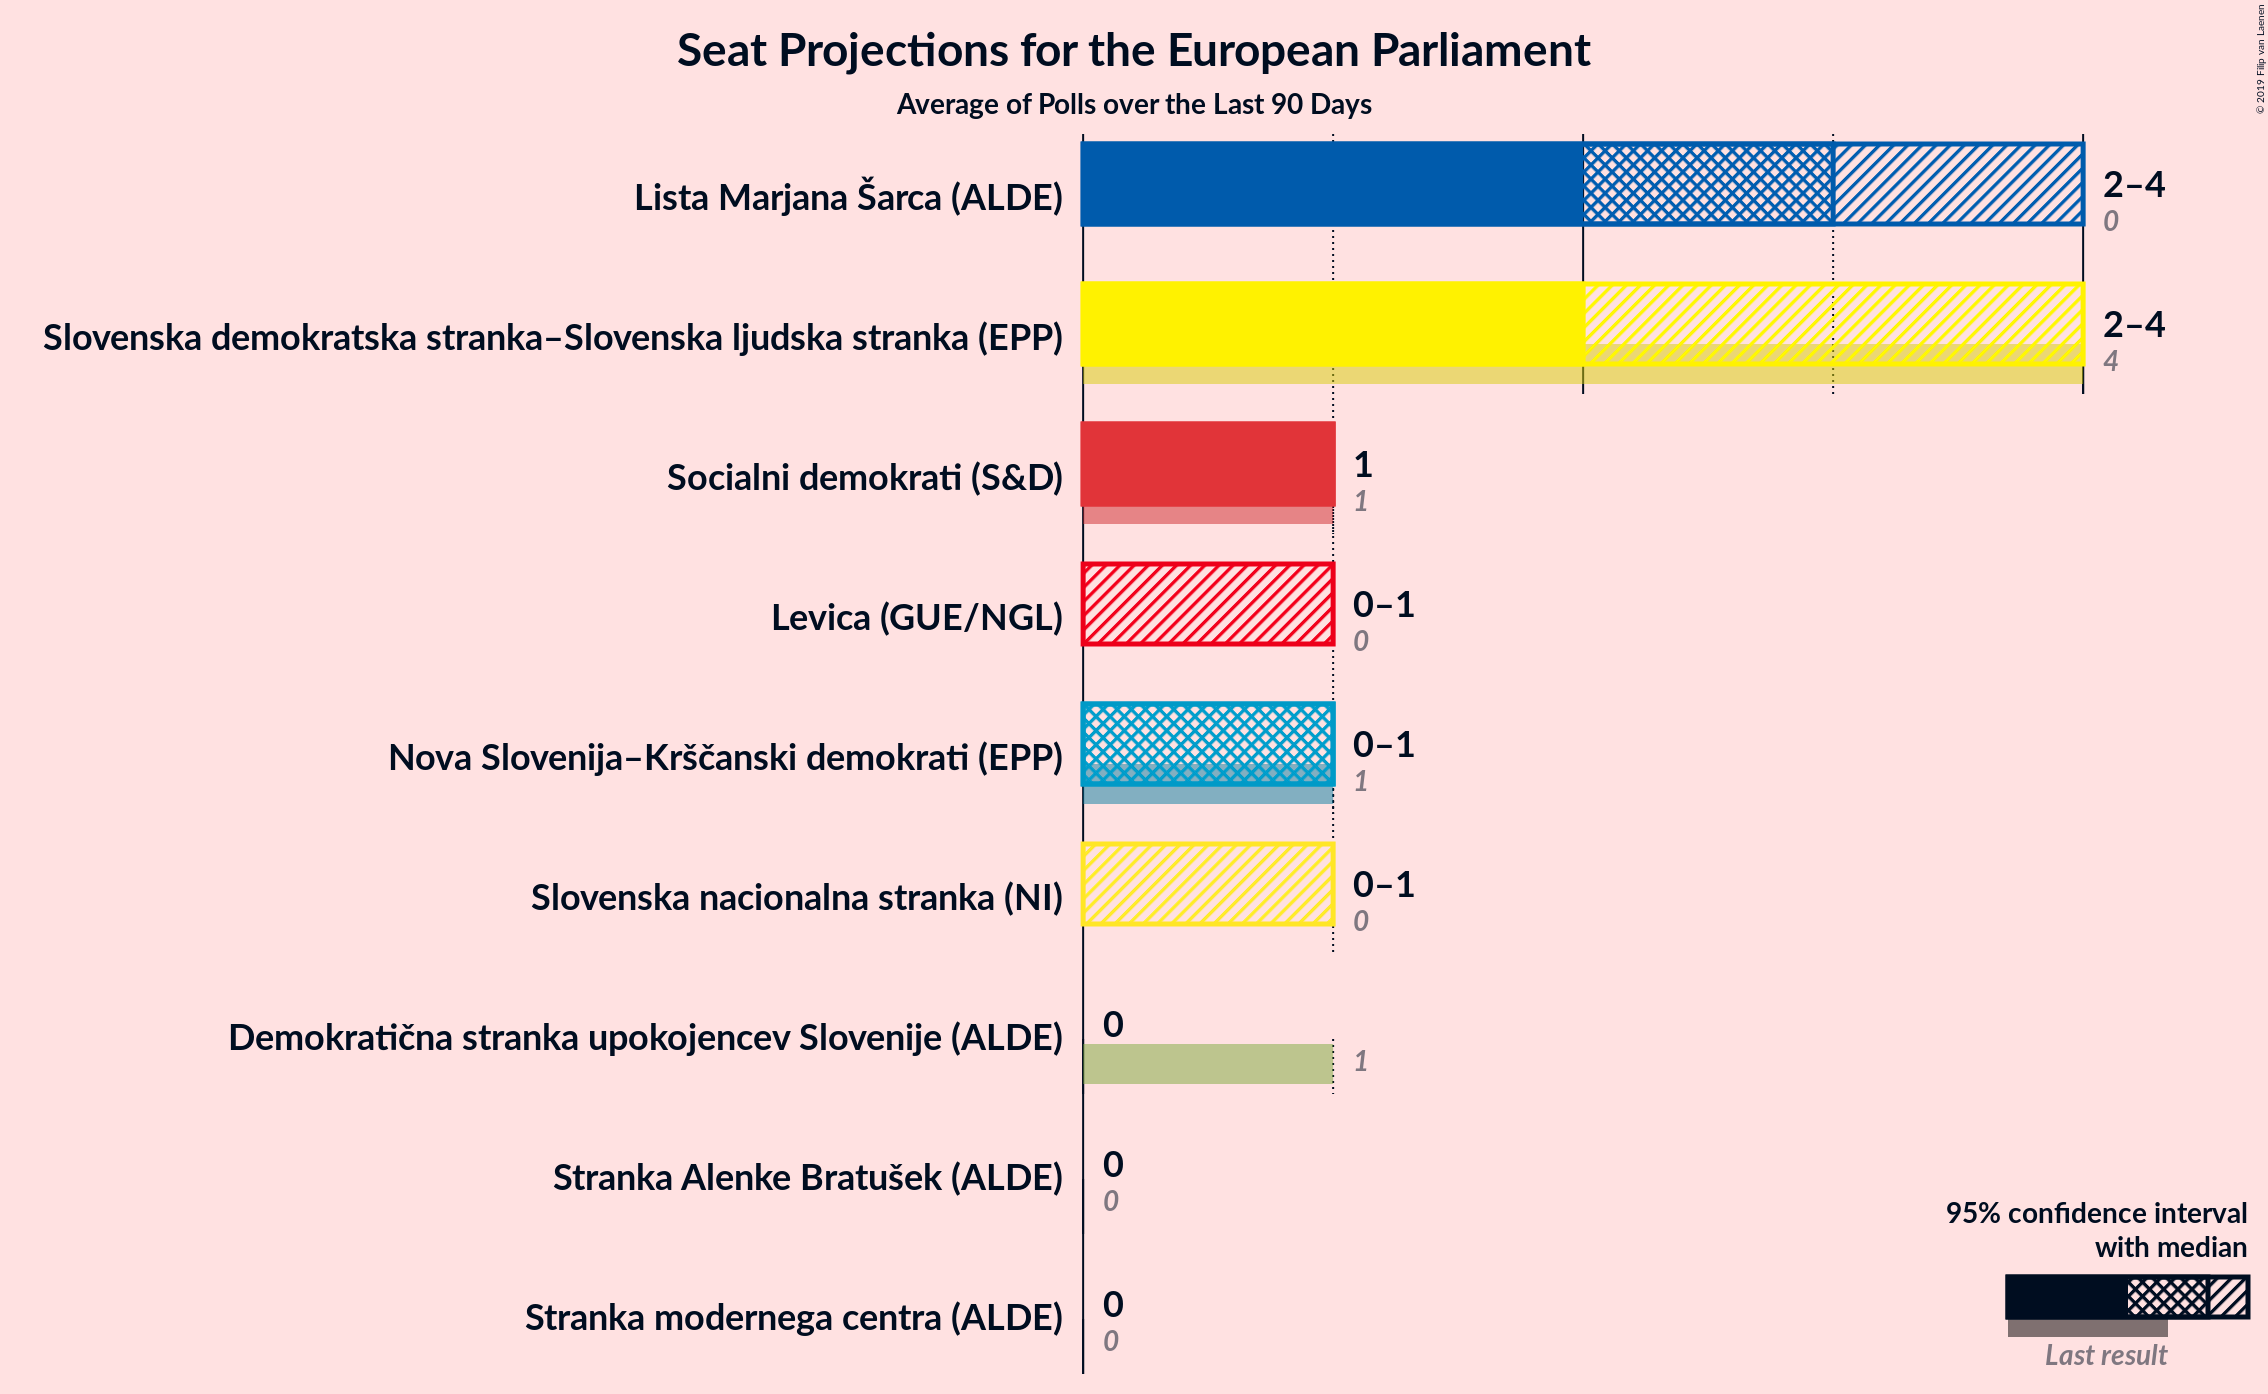 Seat Projections for the European Parliament
Average of Polls over the Last 90 Days
© 2019 Filip van Laenen
Lista Marjana Šarca (ALDE)
2–4
0
Slovenska demokratska stranka–Slovenska ljudska stranka (EPP)
2–4
4
Socialni demokrati (S&D)
1
1
Levica (GUE/NGL)
0–1
0
Nova Slovenija–Krščanski demokrati (EPP)
0–1
1
Slovenska nacionalna stranka (NI)
0–1
0
Demokratična stranka upokojencev Slovenije (ALDE)
0
1
Stranka Alenke Bratušek (ALDE)
0
0
Stranka modernega centra (ALDE)
0
0
95% confidence interval
with median
Last result